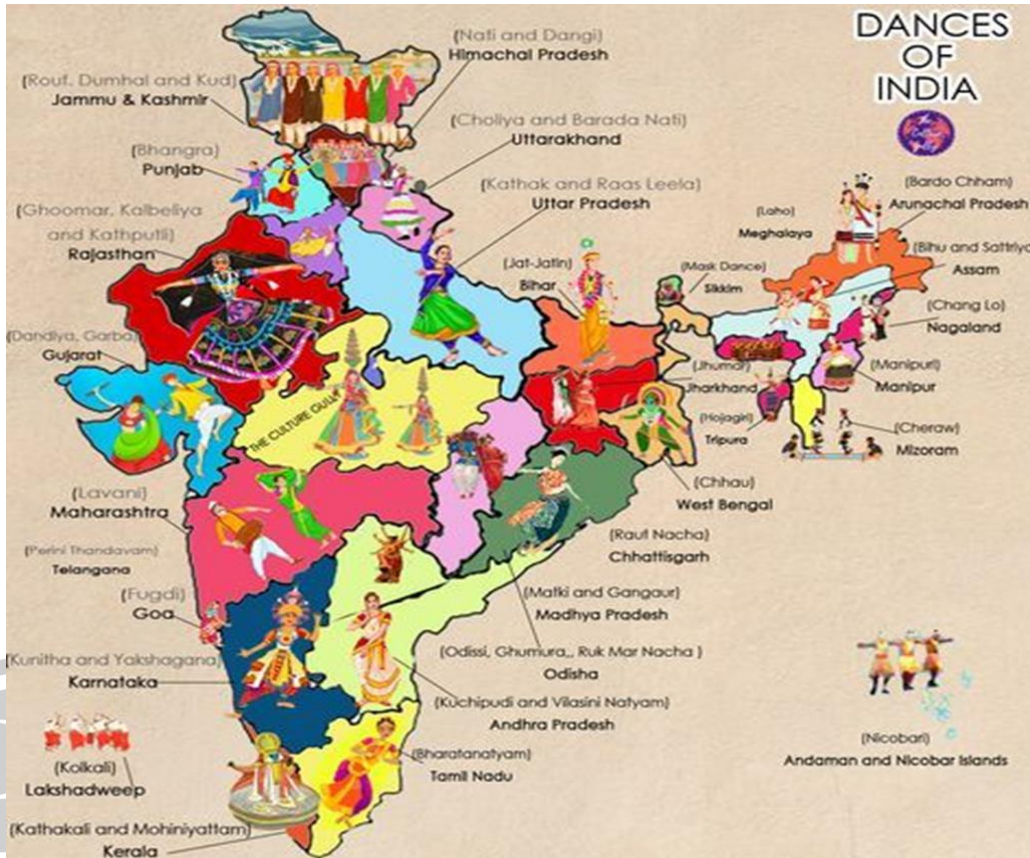 DANCES
OF
INDIA
(Nati and Dangi)
Himachal Pradesh
(Rouf, Dumhal and Kud)
Jammu & Kashmir
(Choliya and Barada Nati)
Uttarakhand
(Bhangra)
Punjab
(Kathak and Raas Leela)
Uttar Pradesh
(Bardo Chham)
Arunachal Pradesh
(Laho)
Meghalaya
(Ghoomar, Kalbeliya
and Kathputli)
Rajasthan
(Bihu and Sattriya
Assam
(Jat-Jatin)
Bihar
(Mask Dance)
Sikkim
(Chang Lo)
Nagaland
(Dandiya, Garba)
Gujarat
(Jhumar)
Jharkhand
(Manipuri)
Manipur
THE CULTURE GULLY
(Hojagiri)
Tripura
(Cheraw)
Mizoram
(Chhau)
West Bengal
(Lavani)
Maharashtra
(Raut Nacha)
Chhattisgarh
(Perini Thandavam)
Telangana
(Fugdi)
Goa
(Matki and Gangaur)
Madhya Pradesh
(Kunitha and Yakshagana)
Karnataka
(Odissi, Ghumura,, Ruk Mar Nacha )
Odisha
(Kuchipudi and Vilasini Natyam)
Andhra Pradesh
(Nicobari)
Andaman and Nicobar Islands
(Bharatanatyam)
Tamil Nadu
(Kolkali)
Lakshadweep
(Kathakali and Mohiniyattam)
Kerala